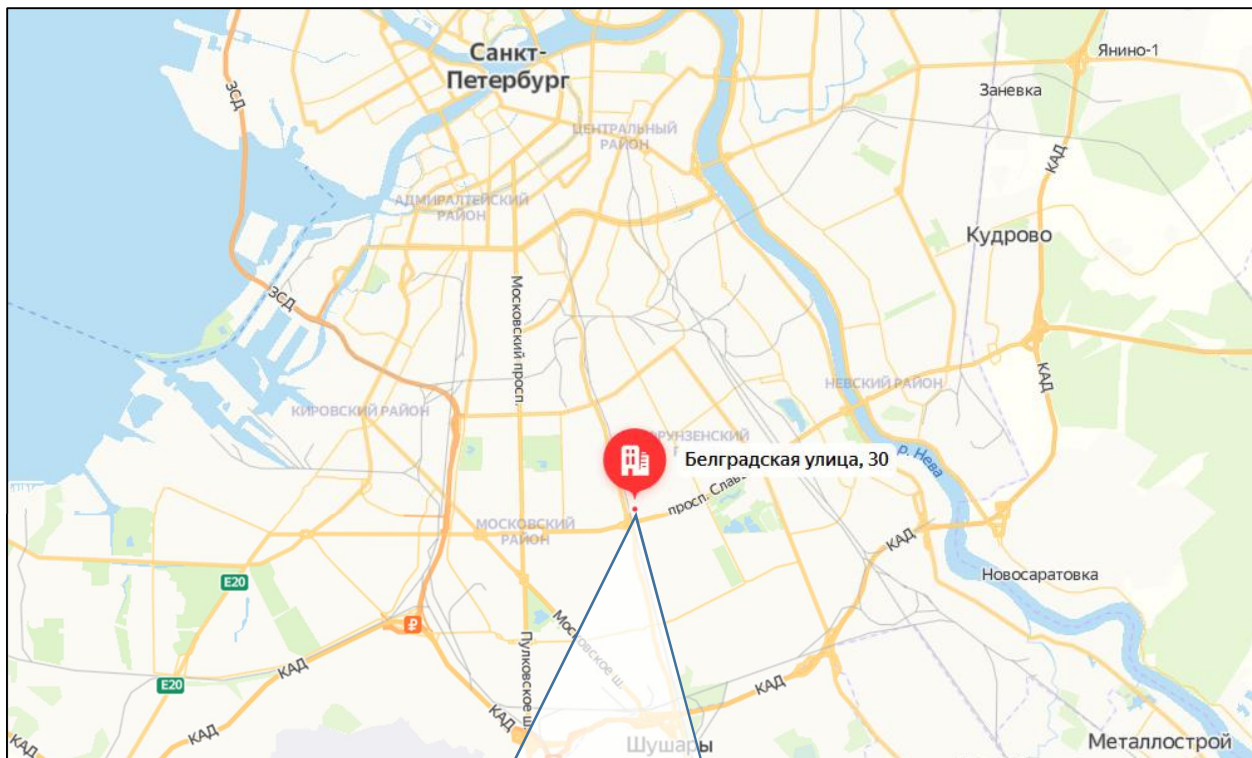 Санкт-
Петербург
Янино-1
Заневка
ЗСД
ЦЕНТРАЛЬНЫЙ
РАЙОН
КАД
АДМИРАЛТЕЙСКИЙ
РАЙОН
Кудрово
ЗСД
Московский просп.
КАД
НЕВСКИЙ РАЙОН
КИРОВСКИЙ РАЙОН
РУНЗЕНСКИЙ
Белградская улица, 30
р. Нева
просп. Слав
МОСКОВСКИЙ
РАЙОН
КАД
E20
Новосаратовка
₽
Московское ш.
Пулковское ш.
КАД
E20
КАД
КАД
КАД
КАД
Шушары
Металлострой